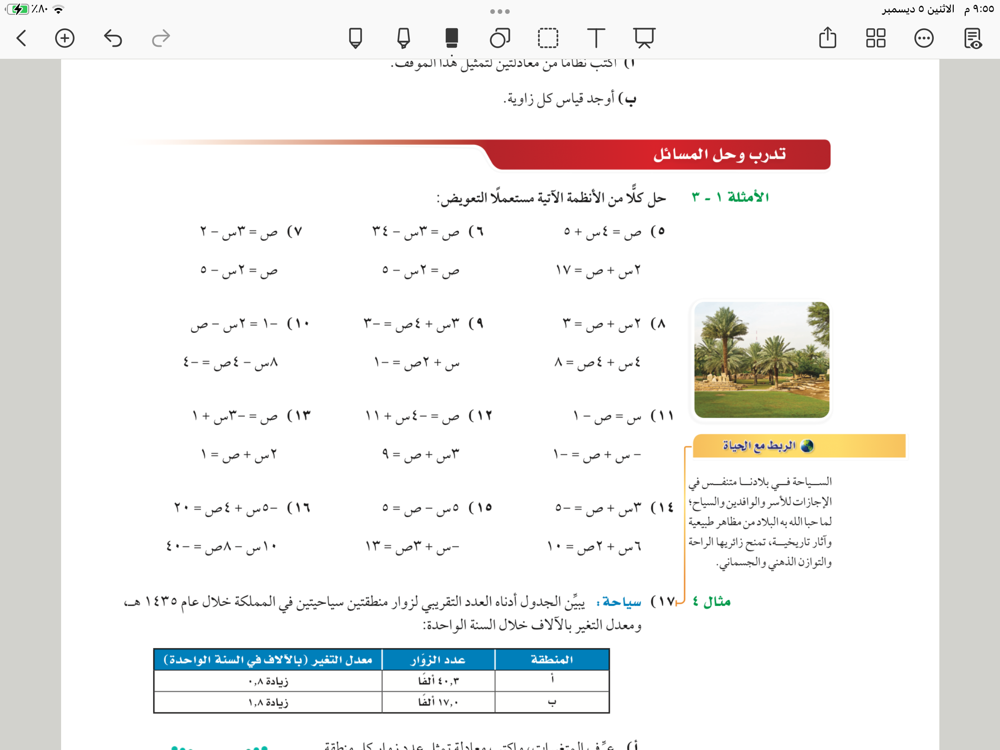 ٩:٥٥ م الاثنين ٥ ديسمبر
٪٨٠
أ) اكتب نظامًا من معادلتين لتمثيل هذا الموقف.
ب) أوجد قياس كل زاوية.
تدرب وحل المسائل
الأمثلة ١ - ٣ حل كلًّا من الأنظمة الآتية مستعملًا التعويض:
٥) ص = ٤س + ٥ ٦) ص = ٣س − ٣٤ ٧) ص = ٣س − ٢
٢س + ص = ١٧ ص = ٢س − ٥ ص = ٢س − ٥
٨) ٢س + ص = ٣ ٩) ٣س + ٤ص = −٣ ١٠) −١ = ٢س − ص
٤س + ٤ص = ٨ س + ٢ص = −١ ٨س − ٤ص = −٤
١١) س = ص − ١ ١٢) ص = −٤س + ١١ ١٣) ص = −٣س + ١
− س + ص = −١ ٣س + ص = ٩ ٢س + ص = ١
١٤) ٣س + ص = −٥ ١٥) ٥س − ص = ٥ ١٦) −٥س + ٤ص = ٢٠
٦س + ٢ص = ١٠ −س + ٣ص = ١٣ ١٠س − ٨ص = −٤٠
الربط مع الحياة
السياحة في بلادنا متنفس في
الإجازات للأسر والوافدين والسياح؛
لما حبا الله به البلاد من مظاهر طبيعية
وآثار تاريخية، تمنح زائريها الراحة
والتوازن الذهني والجسماني.
مثال ٤ ١٧) سياحة: يبيِّن الجدول أدناه العدد التقريبي لزوار منطقتين سياحيتين في المملكة خلال عام ١٤٣٥ هـ،
ومعدل التغير بالآلاف خلال السنة الواحدة:
المنطقة عدد الزوّار معدل التغير (بالآلاف في السنة الواحدة)
أ ٤٠,٣ ألفًا زيادة ٠,٨
ب ١٧,٠ ألفًا زيادة ١,٨
أ) عرِّف المتغيرات، واكتب معادلة تمثل عدد زوار كل منطقة